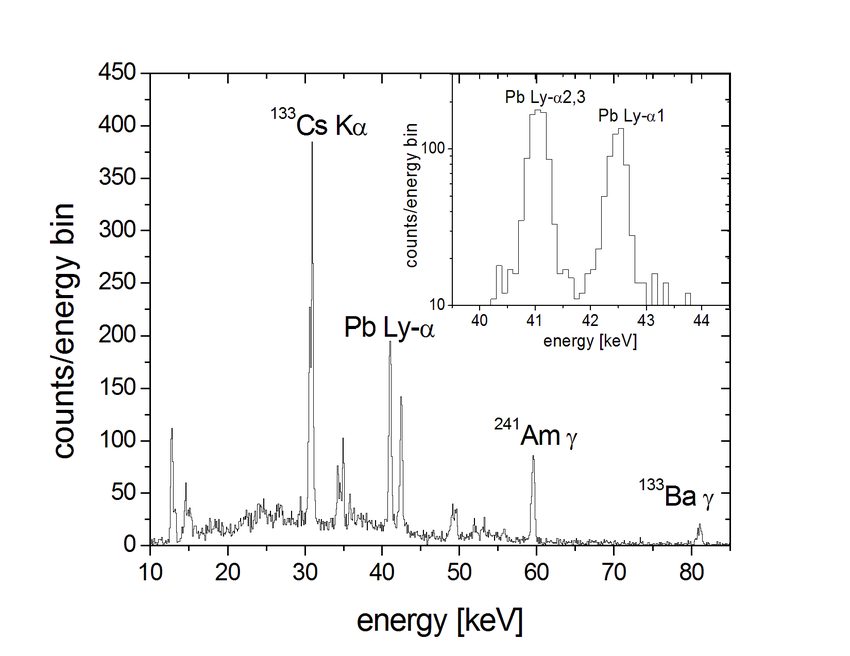 450
400
350
300
250
200
150
100
50
0
counts/energy bin
10 20 30 40 50 60 70 80
energy [keV]
¹³³Cs Kα
Pb Ly-α
²⁴¹Am γ
¹³³Ba γ
Pb Ly-α2,3
Pb Ly-α1
100
10
counts/energy bin
40 41 42 43 44
energy [keV]